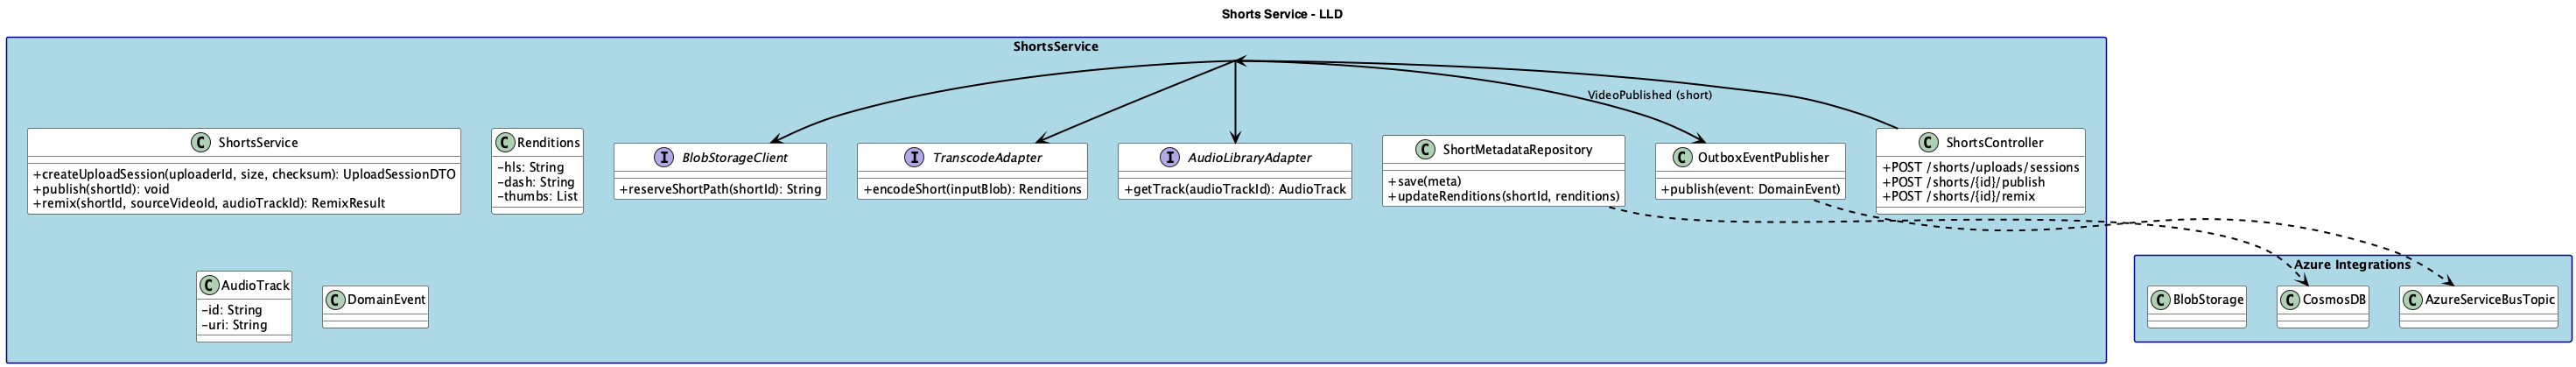 Shorts Service - LLD
ShortsService
VideoPublished (short)
C ShortsService
+createUploadSession(uploaderId, size, checksum): UploadSessionDTO
+publish(shortId): void
+remix(shortId, sourceVideoId, audioTrackId): RemixResult
C Renditions
-hls: String
-dash: String
-thumbs: List
I BlobStorageClient
+reserveShortPath(shortId): String
I TranscodeAdapter
+encodeShort(inputBlob): Renditions
I AudioLibraryAdapter
+getTrack(audioTrackId): AudioTrack
C ShortMetadataRepository
+save(meta)
+updateRenditions(shortId, renditions)
C OutboxEventPublisher
+publish(event: DomainEvent)
C ShortsController
+POST /shorts/uploads/sessions
+POST /shorts/{id}/publish
+POST /shorts/{id}/remix
C AudioTrack
-id: String
-uri: String
C DomainEvent
Azure Integrations
C BlobStorage
C CosmosDB
C AzureServiceBusTopic